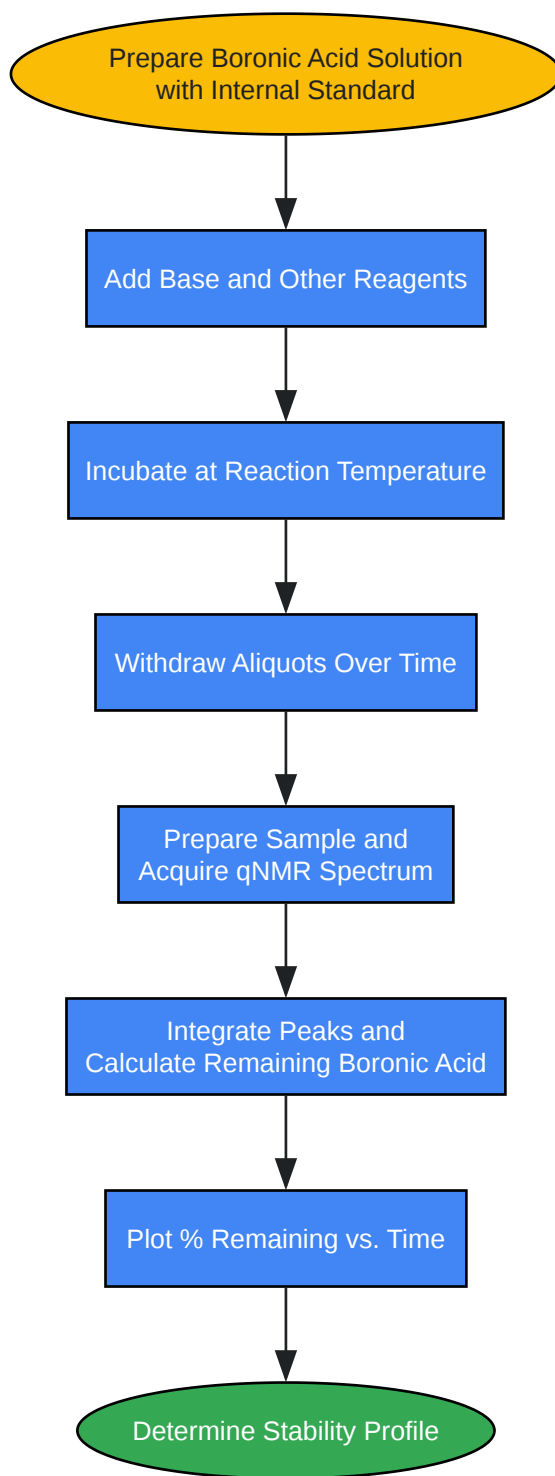 Prepare Boronic Acid Solution
with Internal Standard
Add Base and Other Reagents
Incubate at Reaction Temperature
Withdraw Aliquots Over Time
Prepare Sample and
Acquire qNMR Spectrum
Integrate Peaks and
Calculate Remaining Boronic Acid
Plot % Remaining vs. Time
Determine Stability Profile